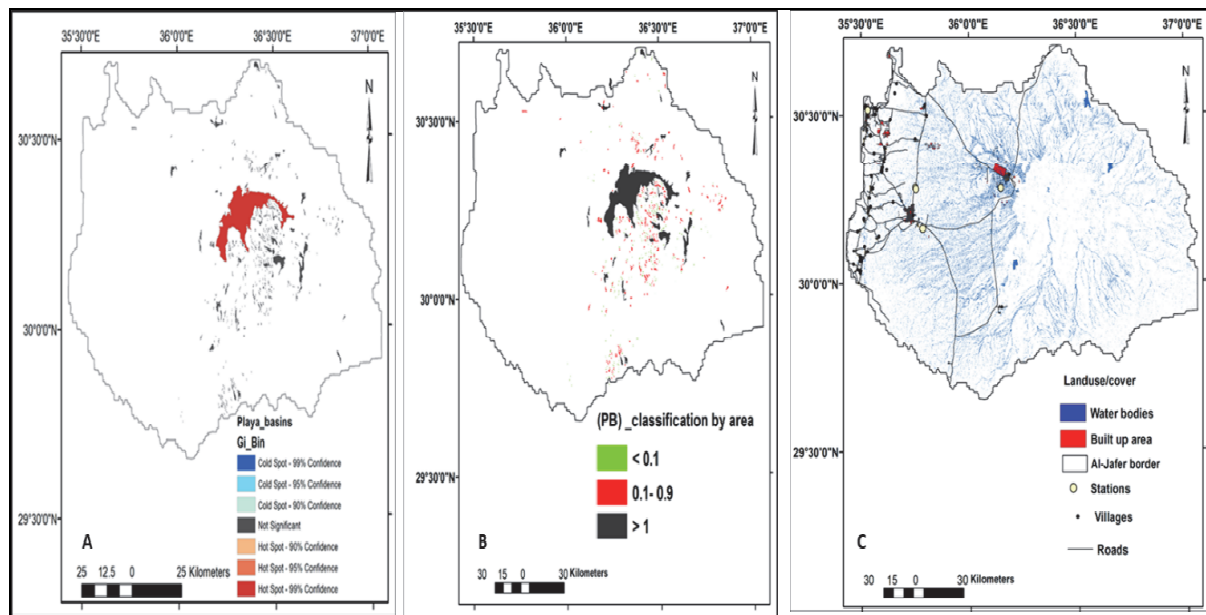 35°30'0"E 36°0'0"E 36°30'0"E 37°0'0"E
N
30°30'0"N
30°0'0"N
29°30'0"N
Playa_basins
Gi_Bin
Cold Spot - 99% Confidence
Cold Spot - 95% Confidence
Cold Spot - 90% Confidence
Not Significant
Hot Spot - 90% Confidence
Hot Spot - 95% Confidence
Hot Spot - 99% Confidence
A
25 12.5 0 25 Kilometers
35°30'0"E 36°0'0"E 36°30'0"E 37°0'0"E
N
30°30'0"N
30°0'0"N
29°30'0"N
(PB) _classification by area
< 0.1
0.1- 0.9
> 1
B
30 15 0 30 Kilometers
35°30'0"E 36°0'0"E 36°30'0"E 37°0'0"E
N
30°30'0"N
30°0'0"N
29°30'0"N
Landuse/cover
Water bodies
Built up area
Al-Jafer border
Stations
Villages
Roads
C
30 15 0 30 Kilometers